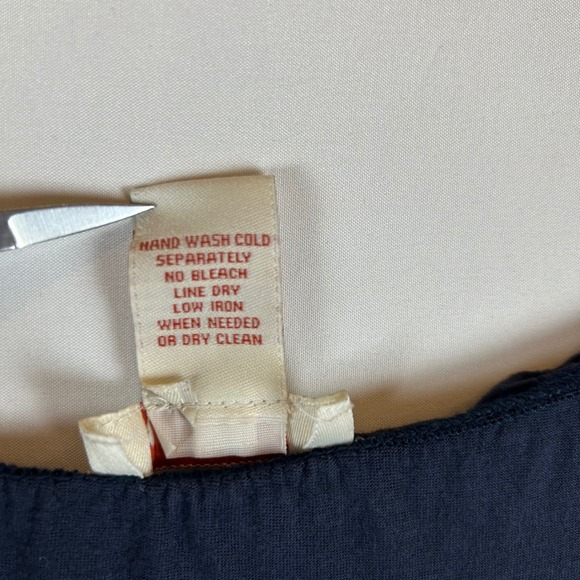 HAND WASH COLD
SEPARATELY
NO BLEACH
LINE DRY
LOW IRON
WHEN NEEDED
OR DRY CLEAN